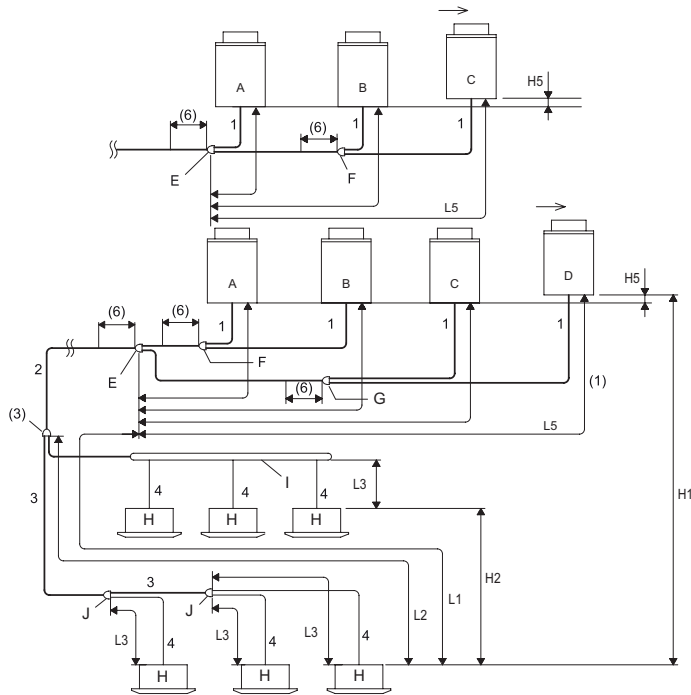 A B C H5
(6) 1 (6) 1 1
E F
L5
A B C D H5
(6) (6) 1 1 1 1
2 E F G (6) (1)
(3) L5
I L3 H1
3 4 4 4
H H H
H2
3 L2 L1
J J
L3 4 L3 4 L3 4
H H H